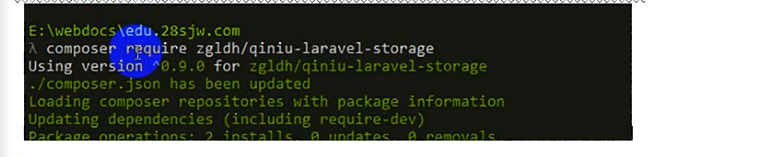 E:\webdocs\edu.28sjw.com
λ composer require zgldh/qiniu-laravel-storage
Using version ^0.9.0 for zgldh/qiniu-laravel-storage
./composer.json has been updated
Loading composer repositories with package information
Updating dependencies (including require-dev)
Package operations: 2 installs, 0 updates, 0 removals